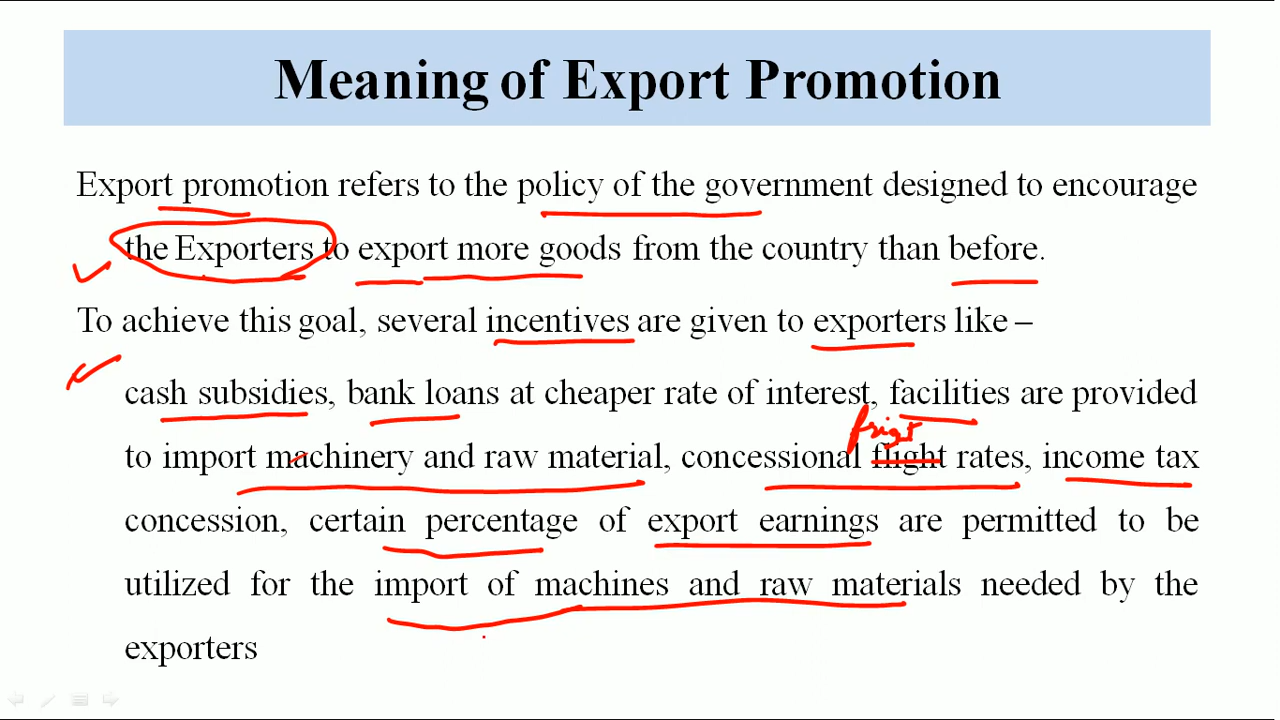 Meaning of Export Promotion
Export promotion refers to the policy of the government designed to encourage
the Exporters to export more goods from the country than before.
To achieve this goal, several incentives are given to exporters like –
cash subsidies, bank loans at cheaper rate of interest, facilities are provided
frigt
to import machinery and raw material, concessional flight rates, income tax
concession, certain percentage of export earnings are permitted to be
utilized for the import of machines and raw materials needed by the
exporters